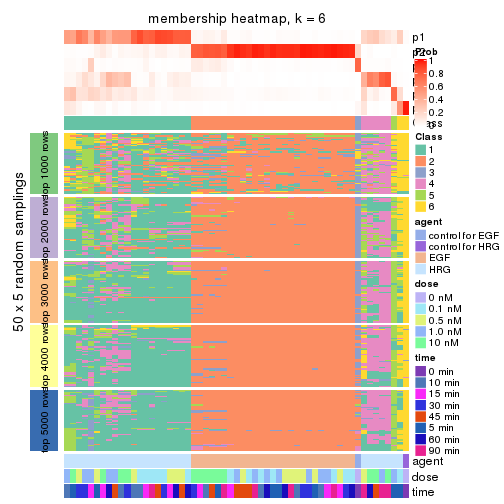 membership heatmap, k = 6
p1
p2
Prob
1
0.8
0.6
0.4
0.2
0
Class
1
2
3
4
5
6
agent
control for EGF
control for HRG
EGF
HRG
dose
0 nM
0.1 nM
0.5 nM
1.0 nM
10 nM
time
0 min
10 min
15 min
30 min
45 min
5 min
60 min
90 min
50 x 5 random samplings
top 1000 rows
top 2000 rows
top 3000 rows
top 4000 rows
top 5000 rows
agent
dose
time